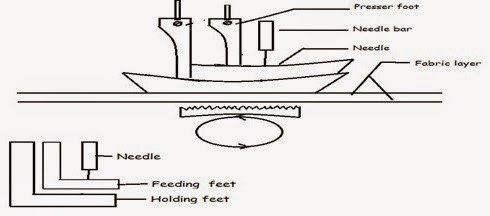 Presser foot
Needle bar
Needle
Fabric layer
Needle
Feeding feet
Holding feet